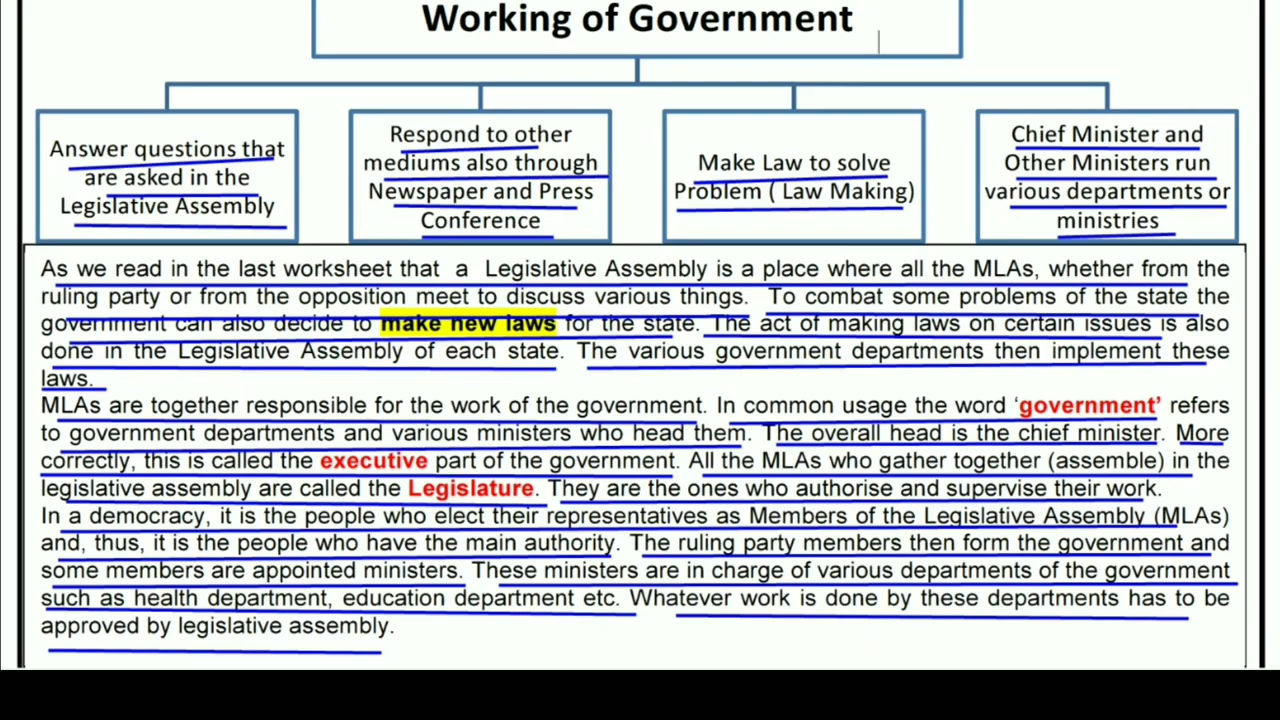 Working of Government
Answer questions that
are asked in the
Legislative Assembly
Respond to other
mediums also through
Newspaper and Press
Conference
Make Law to solve
Problem ( Law Making)
Chief Minister and
Other Ministers run
various departments or
ministries
As we read in the last worksheet that a Legislative Assembly is a place where all the MLAs, whether from the
ruling party or from the opposition meet to discuss various things. To combat some problems of the state the
government can also decide to make new laws for the state. The act of making laws on certain issues is also
done in the Legislative Assembly of each state. The various government departments then implement these
laws.
MLAs are together responsible for the work of the government. In common usage the word ‘government’ refers
to government departments and various ministers who head them. The overall head is the chief minister. More
correctly, this is called the executive part of the government. All the MLAs who gather together (assemble) in the
legislative assembly are called the Legislature. They are the ones who authorise and supervise their work.
In a democracy, it is the people who elect their representatives as Members of the Legislative Assembly (MLAs)
and, thus, it is the people who have the main authority. The ruling party members then form the government and
some members are appointed ministers. These ministers are in charge of various departments of the government
such as health department, education department etc. Whatever work is done by these departments has to be
approved by legislative assembly.